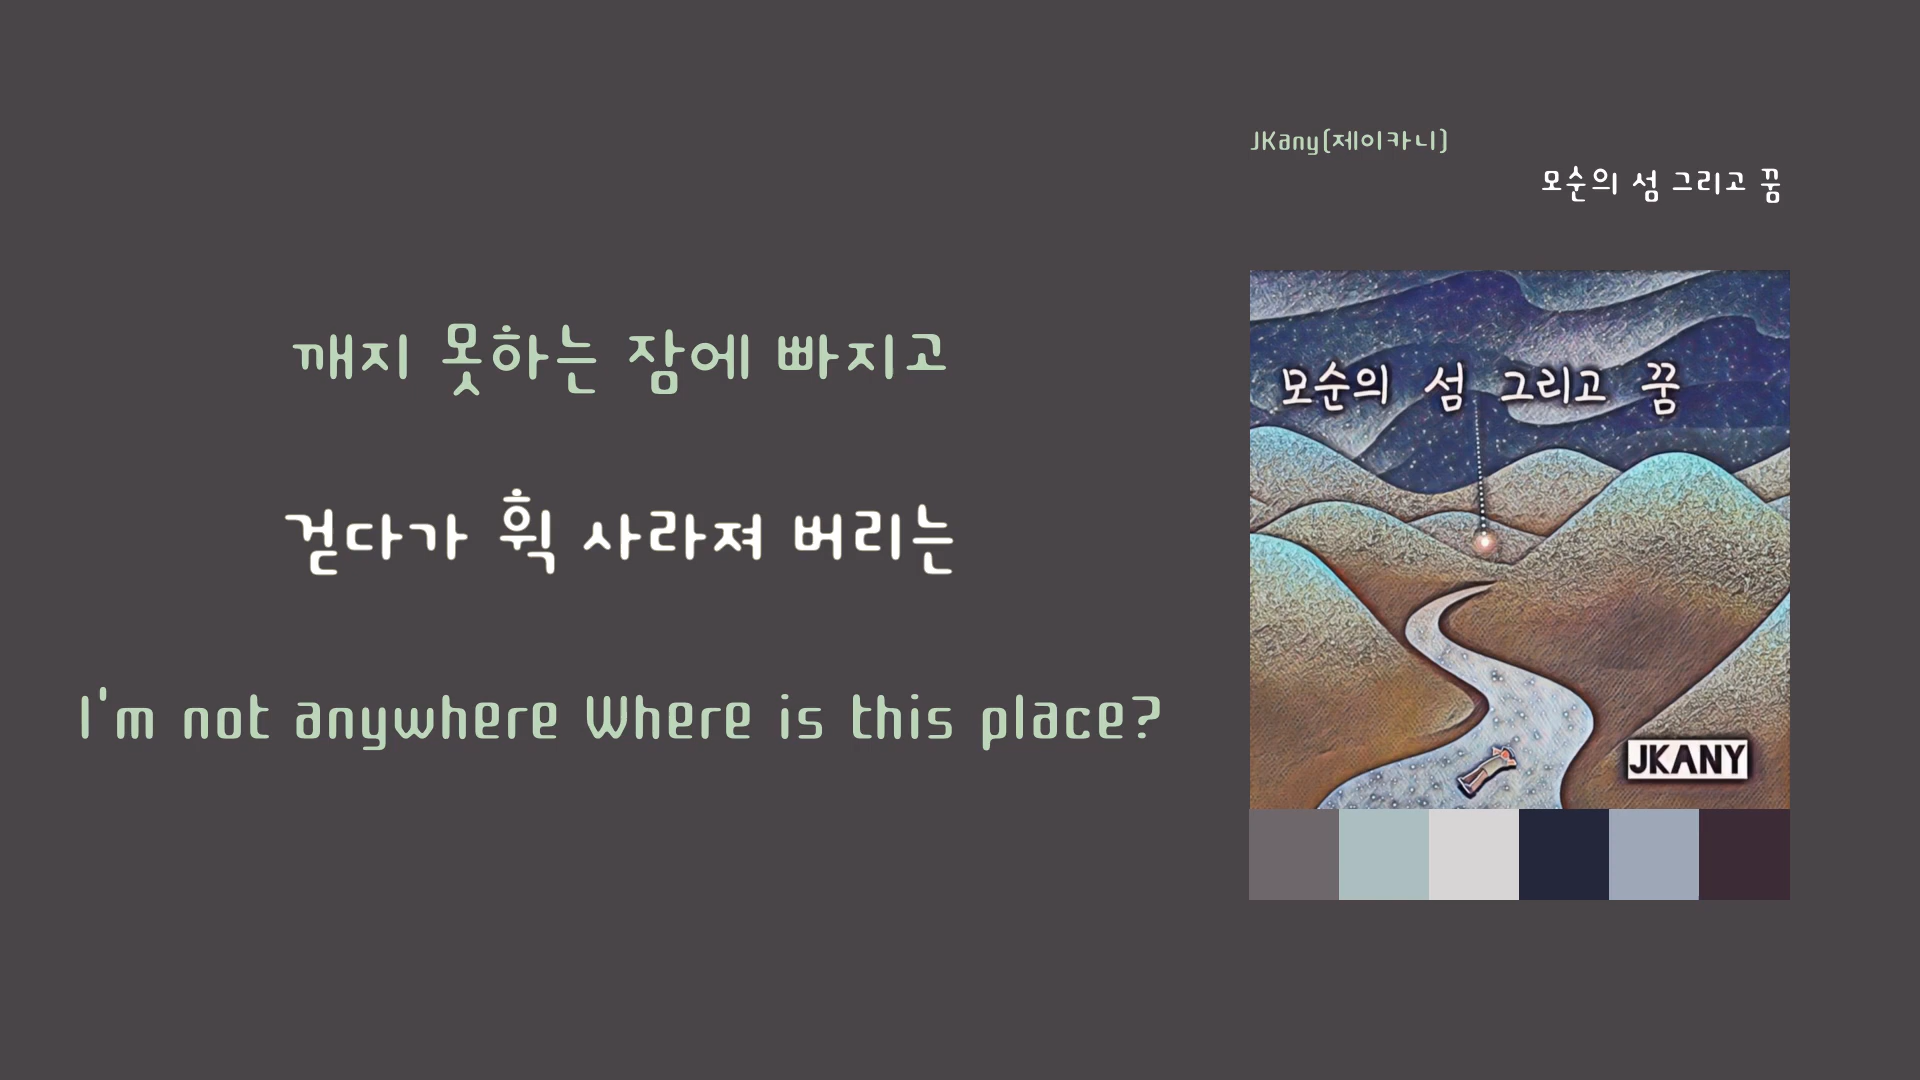 JKany(제이카니)
모순의 섬 그리고 꿈
깨지 못하는 잠에 빠지고
걷다가 휙 사라져 버리는
I'm not anywhere Where is this place?
모순의 섬 그리고 꿈
JKANY